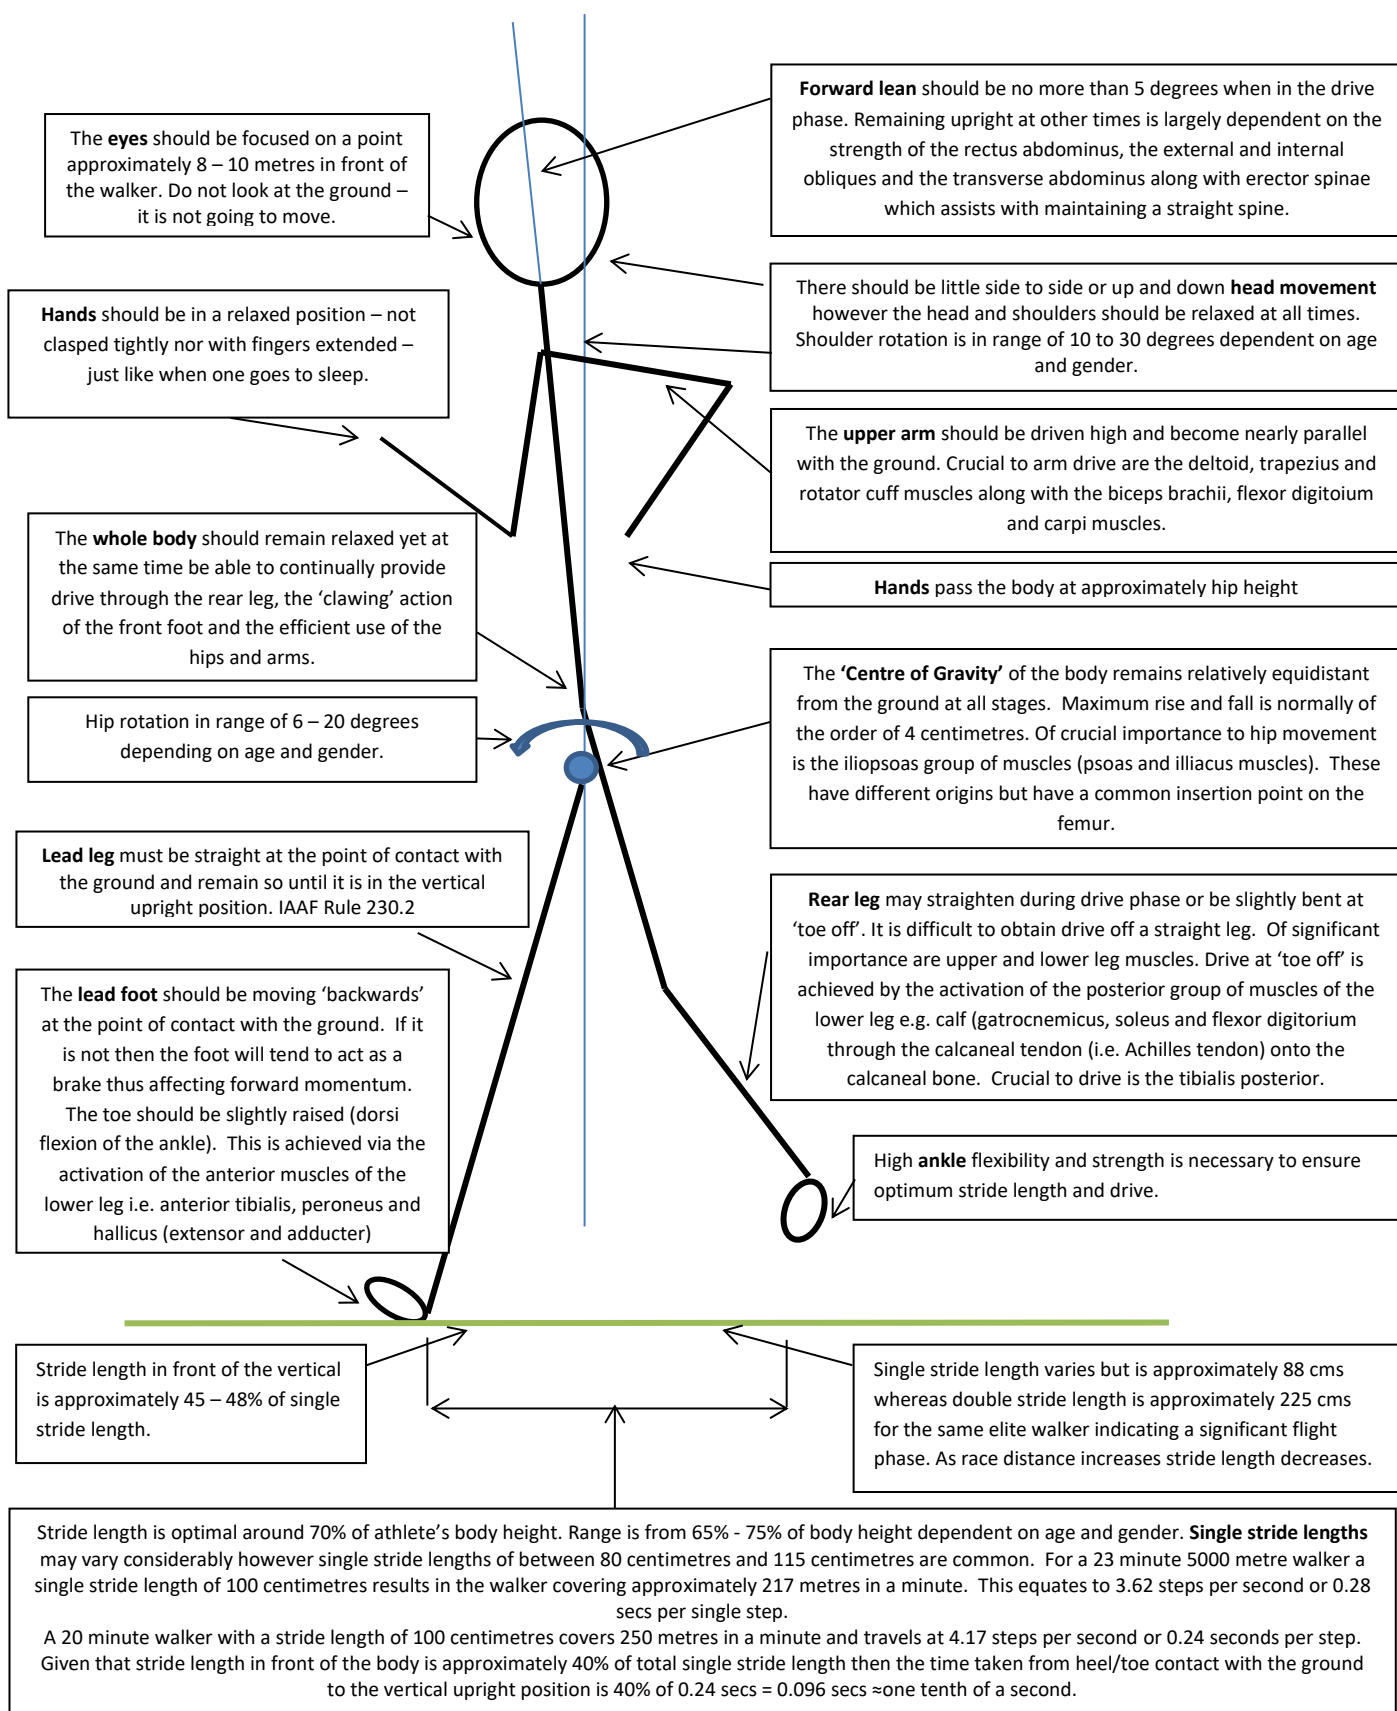 Forward lean should be no more than 5 degrees when in the drive
phase. Remaining upright at other times is largely dependent on the
strength of the rectus abdominus, the external and internal
obliques and the transverse abdominus along with erector spinae
which assists with maintaining a straight spine.
The eyes should be focused on a point
approximately 8 – 10 metres in front of
the walker. Do not look at the ground –
it is not going to move.
There should be little side to side or up and down head movement
however the head and shoulders should be relaxed at all times.
Shoulder rotation is in range of 10 to 30 degrees dependent on age
and gender.
Hands should be in a relaxed position – not
clasped tightly nor with fingers extended –
just like when one goes to sleep.
The upper arm should be driven high and become nearly parallel
with the ground. Crucial to arm drive are the deltoid, trapezius and
rotator cuff muscles along with the biceps brachii, flexor digitoium
and carpi muscles.
The whole body should remain relaxed yet at
the same time be able to continually provide
drive through the rear leg, the ‘clawing’ action
of the front foot and the efficient use of the
hips and arms.
Hands pass the body at approximately hip height
The ‘Centre of Gravity’ of the body remains relatively equidistant
from the ground at all stages. Maximum rise and fall is normally of
the order of 4 centimetres. Of crucial importance to hip movement
is the iliopsoas group of muscles (psoas and illiacus muscles). These
have different origins but have a common insertion point on the
femur.
Hip rotation in range of 6 – 20 degrees
depending on age and gender.
Lead leg must be straight at the point of contact with
the ground and remain so until it is in the vertical
upright position. IAAF Rule 230.2
Rear leg may straighten during drive phase or be slightly bent at
‘toe off’. It is difficult to obtain drive off a straight leg. Of significant
importance are upper and lower leg muscles. Drive at ‘toe off’ is
achieved by the activation of the posterior group of muscles of the
lower leg e.g. calf (gatrocnemicus, soleus and flexor digitorium
through the calcaneal tendon (i.e. Achilles tendon) onto the
calcaneal bone. Crucial to drive is the tibialis posterior.
The lead foot should be moving ‘backwards’
at the point of contact with the ground. If it
is not then the foot will tend to act as a
brake thus affecting forward momentum.
The toe should be slightly raised (dorsi
flexion of the ankle). This is achieved via the
activation of the anterior muscles of the
lower leg i.e. anterior tibialis, peroneus and
hallicus (extensor and adducter)
High ankle flexibility and strength is necessary to ensure
optimum stride length and drive.
Stride length in front of the vertical
is approximately 45 – 48% of single
stride length.
Single stride length varies but is approximately 88 cms
whereas double stride length is approximately 225 cms
for the same elite walker indicating a significant flight
phase. As race distance increases stride length decreases.
Stride length is optimal around 70% of athlete’s body height. Range is from 65% - 75% of body height dependent on age and gender. Single stride lengths
may vary considerably however single stride lengths of between 80 centimetres and 115 centimetres are common. For a 23 minute 5000 metre walker a
single stride length of 100 centimetres results in the walker covering approximately 217 metres in a minute. This equates to 3.62 steps per second or 0.28
secs per single step.
A 20 minute walker with a stride length of 100 centimetres covers 250 metres in a minute and travels at 4.17 steps per second or 0.24 seconds per step.
Given that stride length in front of the body is approximately 40% of total single stride length then the time taken from heel/toe contact with the ground
to the vertical upright position is 40% of 0.24 secs = 0.096 secs ≈one tenth of a second.